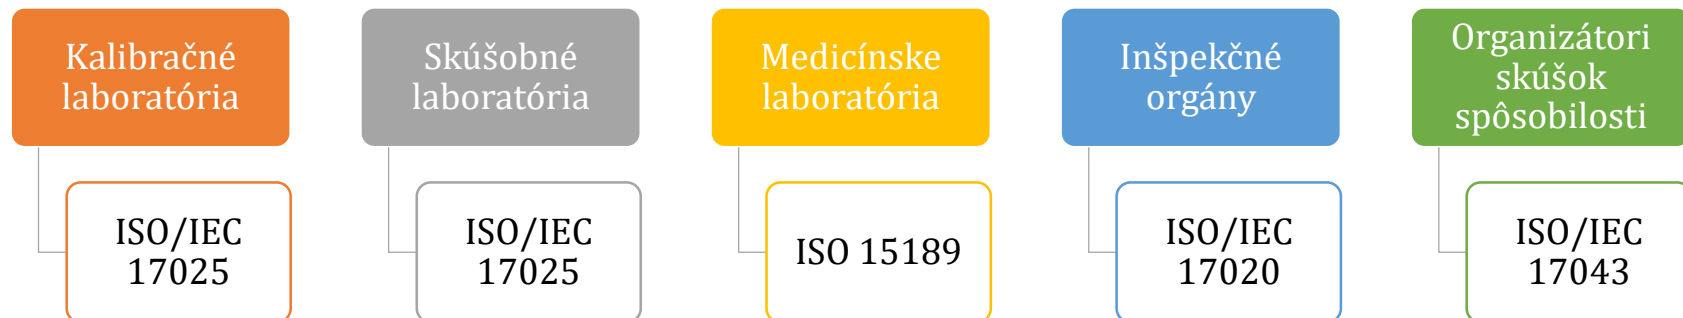 Kalibračné
laboratória
Skúšobné
laboratória
Medicínske
laboratória
Inšpekčné
orgány
Organizátori
skúšok
spôsobilosti
ISO/IEC
17025
ISO/IEC
17025
ISO 15189
ISO/IEC
17020
ISO/IEC
17043